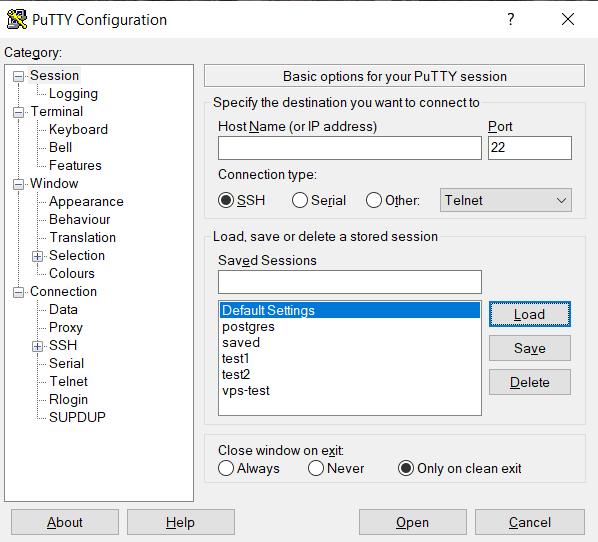 PuTTY Configuration
?
Category:
Session
Logging
Terminal
Keyboard
Bell
Features
Window
Appearance
Behaviour
Translation
Selection
Colours
Connection
Data
Proxy
SSH
Serial
Telnet
Rlogin
SUPDUP
Basic options for your PuTTY session
Specify the destination you want to connect to
Host Name (or IP address) Port
22
Connection type:
SSH Serial Other: Telnet
Load, save or delete a stored session
Saved Sessions
Default Settings
postgres
saved
test1
test2
vps-test
Load
Save
Delete
Close window on exit:
Always Never Only on clean exit
About Help Open Cancel